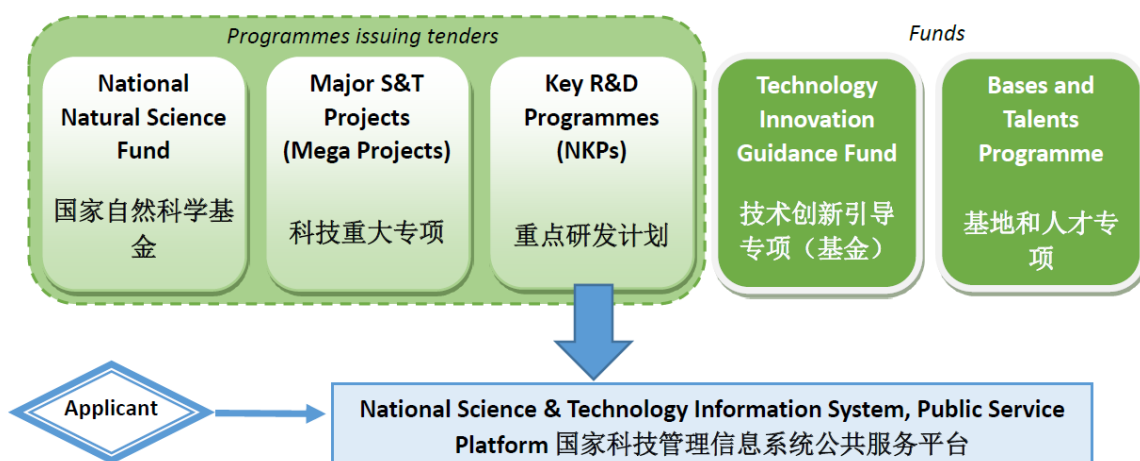 Programmes issuing tenders
Funds
National
Natural Science
Fund
国家自然科学基
金
Major S&T
Projects
(Mega Projects)
科技重大专项
Key R&D
Programmes
(NKPs)
重点研发计划
Technology
Innovation
Guidance Fund
技术创新引导
专项（基金）
Bases and
Talents
Programme
基地和人才专
项
Applicant
National Science & Technology Information System, Public Service
Platform 国家科技管理信息系统公共服务平台